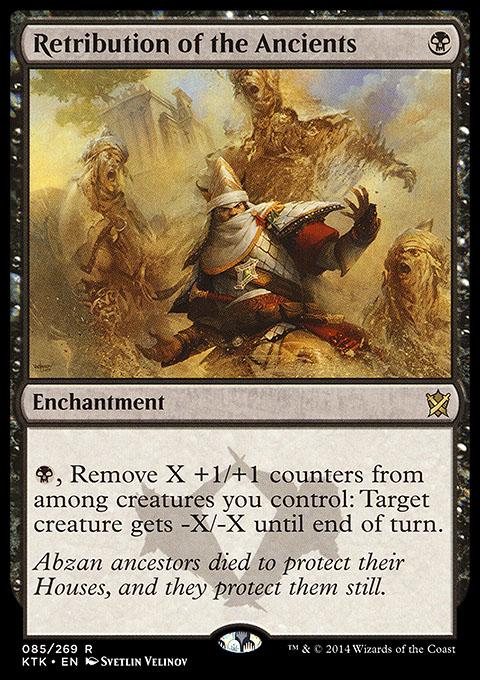 Retribution of the Ancients
Enchantment
, Remove X +1/+1 counters from
among creatures you control: Target
creature gets -X/-X until end of turn.
Abzan ancestors died to protect their
Houses, and they protect them still.
085/269 R
KTK • EN Svetlin Velinov
™ & © 2014 Wizards of the Coast